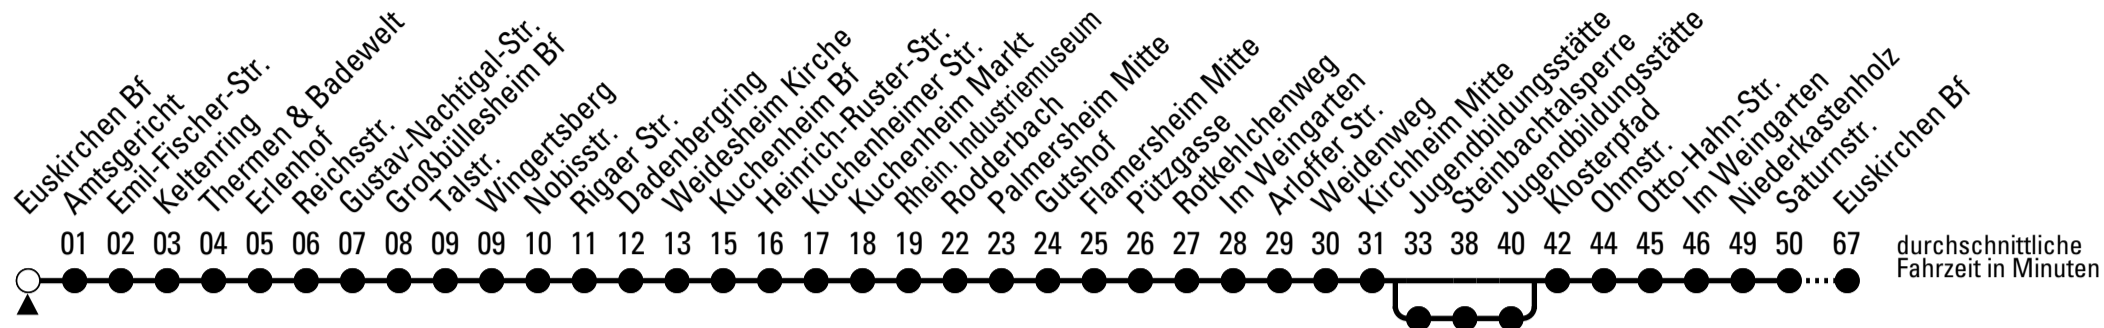 Euskirchen Bf
Amtsgericht
Emil-Fischer-Str.
Keltenring
Thermen & Badewelt
Erlenhof
Reichsstr.
Gustav-Nachtigal-Str.
Großbüllesheim Bf
Talstr.
Wingertsberg
Nobisstr.
Rigaer Str.
Dadenbergring
Weidesheim Kirche
Kuchenheim Bf
Heinrich-Ruster-Str.
Kuchenheimer Str.
Kuchenheim Markt
Rhein. Industriemuseum
Rodderbach
Palmersheim Mitte
Gutshof
Flamersheim Mitte
Pützgasse
Rotkehlchenweg
Im Weingarten
Arloffer Str.
Weidenweg
Kirchheim Mitte
Jugendbildungsstätte
Steinbachtalsperre
Jugendbildungsstätte
Klosterpfad
Ohmstr.
Otto-Hahn-Str.
Im Weingarten
Niederkastenholz
Saturnstr.
Euskirchen Bf
01 02 03 04 05 06 07 08 09 09 10 11 12 13 15 16 17 18 19 22 23 24 25 26 27 28 29 30 31 33 38 40 42 44 45 46 49 50 67
durchschnittliche
Fahrzeit in Minuten